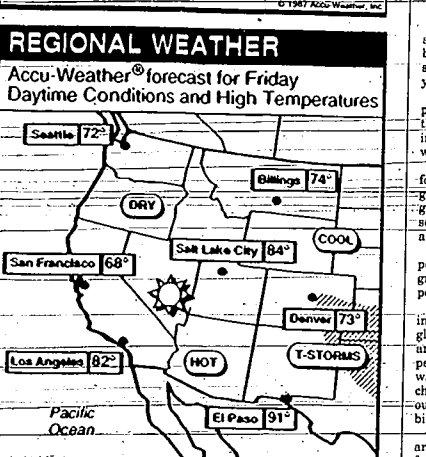 © 1987 Accu-Weather, Inc
REGIONAL WEATHER
Accu-Weather® forecast for Friday
Daytime Conditions and High Temperatures
Seattle 72°
Billings 74°
DRY
COOL
Salt Lake City 84°
San Francisco 68°
Denver 73°
Los Angeles 82°
HOT
T-STORMS
Pacific
Ocean
El Paso 91°